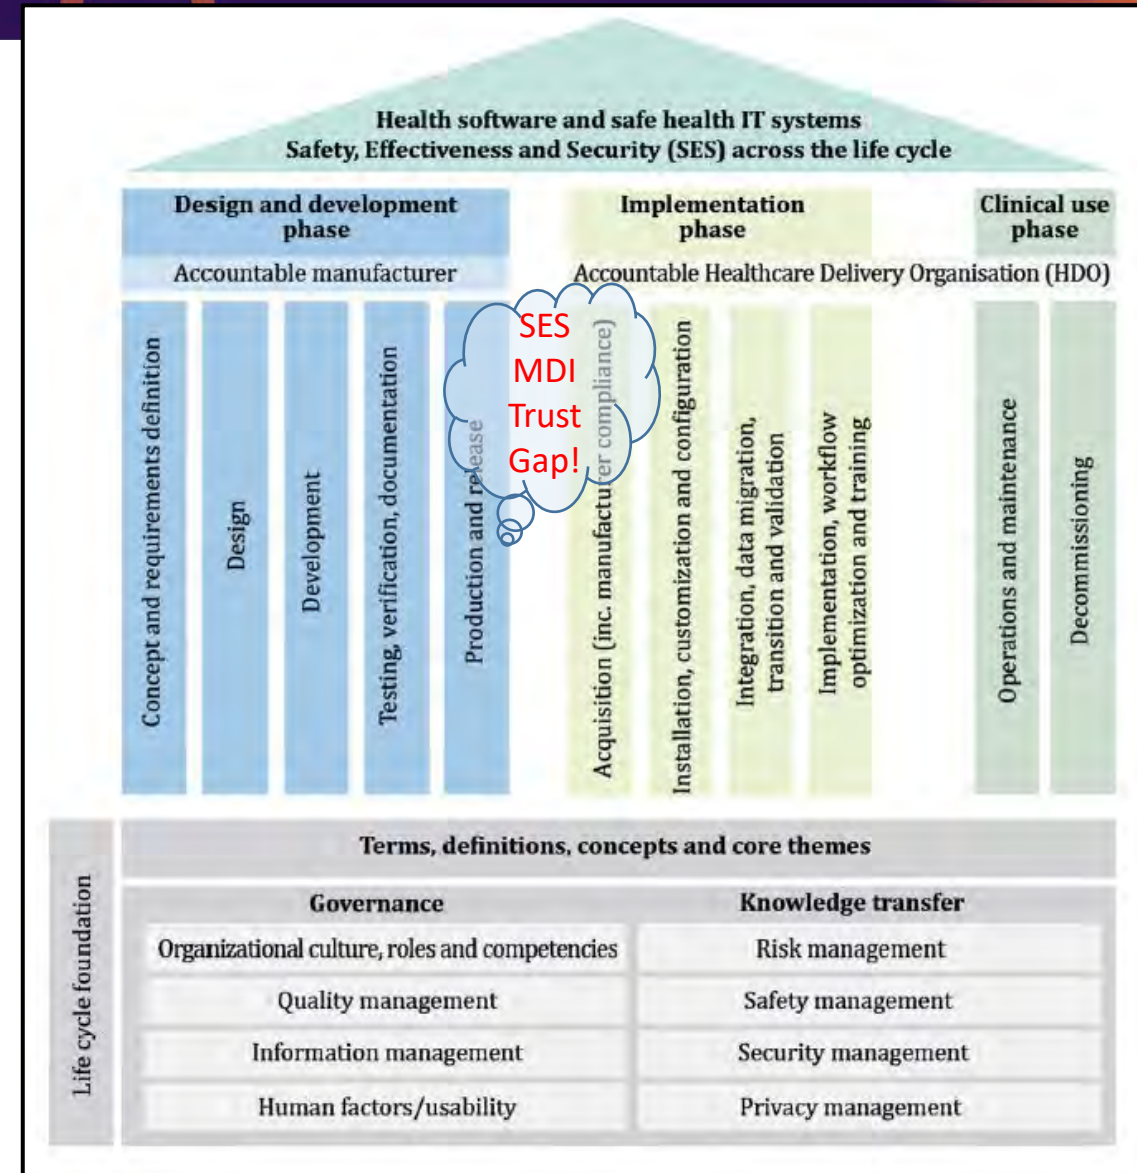 Health software and safe health IT systems
Safety, Effectiveness and Security (SES) across the life cycle
Design and development
phase
Implementation
phase
Clinical use
phase
Accountable manufacturer
Accountable Healthcare Delivery Organisation (HDO)
Concept and requirements definition
Design
Development
Testing, verification, documentation
Production and release
SES
MDI
Trust
Gap!
Acquisition (inc. manufacturer compliance)
Installation, customization and configuration
Integration, data migration,
transition and validation
Implementation, workflow
optimization and training
Operations and maintenance
Decommissioning
Life cycle foundation
Terms, definitions, concepts and core themes
Governance
Organizational culture, roles and competencies
Quality management
Information management
Human factors/usability
Knowledge transfer
Risk management
Safety management
Security management
Privacy management